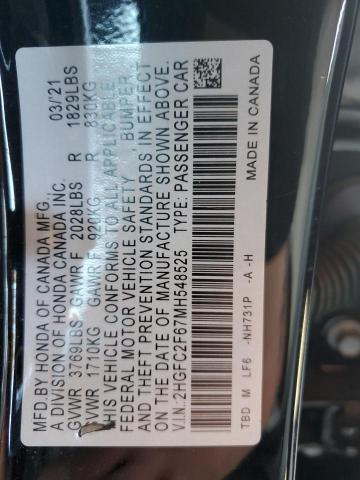 MFD BY HONDA OF CANADA MFG. 03/21
A DIVISION OF HONDA CANADA INC.
GVWR 3769LBS GAWR F 2028LBS R 1829LBS
GVWR 1710KG GAWR F 920KG R 830KG
THIS VEHICLE CONFORMS TO ALL APPLICABLE
FEDERAL MOTOR VEHICLE SAFETY, BUMPER,
AND THEFT PREVENTION STANDARDS IN EFFECT
ON THE DATE OF MANUFACTURE SHOWN ABOVE.
V.I.N.:2HGFC2F67MH548525 TYPE: PASSENGER CAR
TBD M LF6 -NH731P -A -H MADE IN CANADA